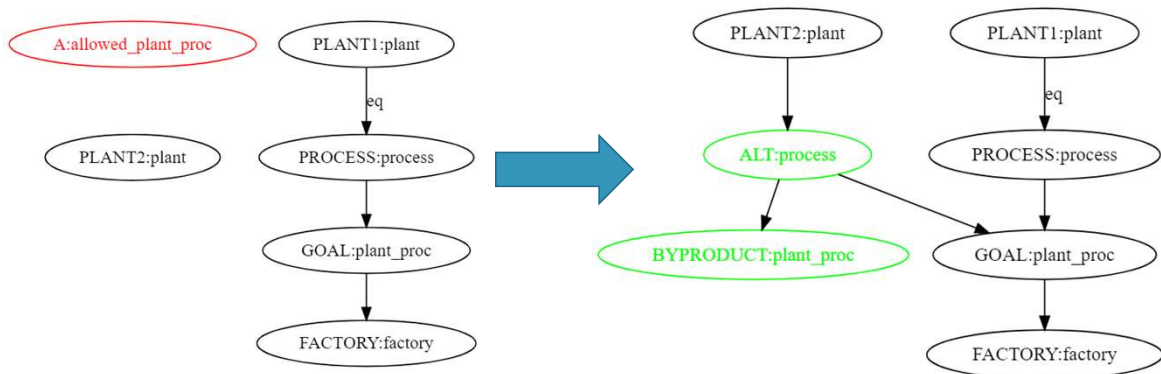 A:allowed_plant_proc
PLANT1:plant
eq
PLANT2:plant
PROCESS:process
GOAL:plant_proc
FACTORY:factory
PLANT2:plant
PLANT1:plant
eq
ALT:process
PROCESS:process
BYPRODUCT:plant_proc
GOAL:plant_proc
FACTORY:factory